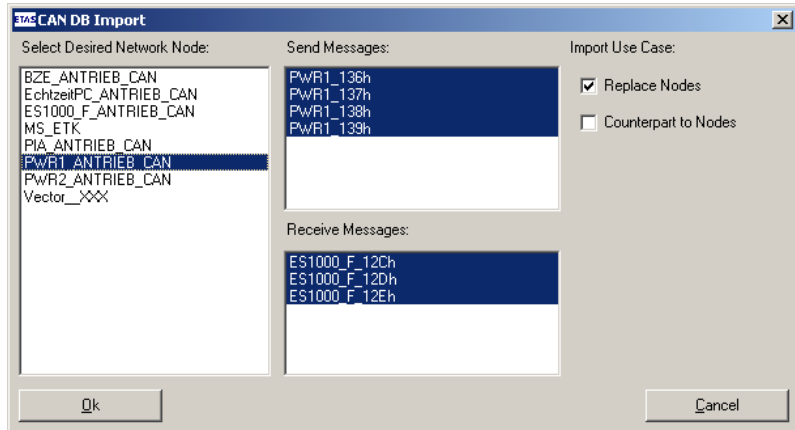 ETAS CAN DB Import
Select Desired Network Node:
BZE_ANTRIEB_CAN
EchtzeitPC_ANTRIEB_CAN
ES1000_F_ANTRIEB_CAN
MS_ETK
PIA_ANTRIEB_CAN
PWR1_ANTRIEB_CAN
PWR2_ANTRIEB_CAN
Vector__XXX
Send Messages:
PWR1_136h
PWR1_137h
PWR1_138h
PWR1_139h
Receive Messages:
ES1000_F_12Ch
ES1000_F_12Dh
ES1000_F_12Eh
Import Use Case:
Replace Nodes
Counterpart to Nodes
Ok
Cancel